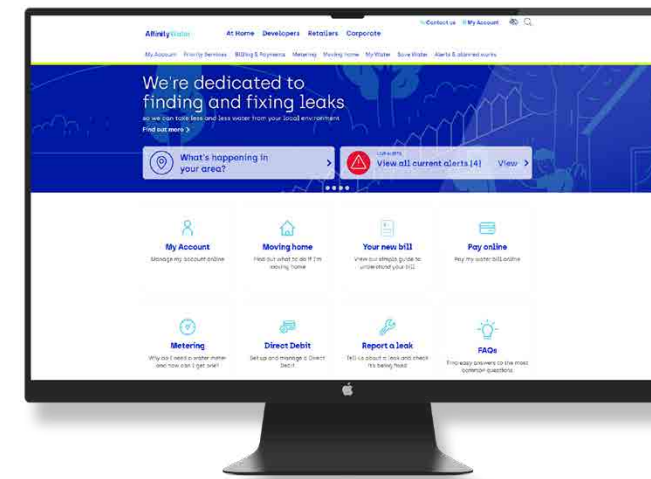 Contact us My Account
AffinityWater At Home Developers Retailers Corporate
My Account Priority Services Billing & Payments Metering Moving home My Water Save Water Alerts & planned works
We're dedicated to
finding and fixing leaks
so we can take less and less water from your local environment
Find out more >
What's happening in
your area?
LIVE ALERTS
View all current alerts (4) View
My Account
Manage my account online
Moving home
Find out what to do if I'm
moving home
Your new bill
View our simple guide to
understand your bill
Pay online
Pay my water bill online
Metering
Why do I need a water meter
and how can I get one?
Direct Debit
Set up and manage a Direct
Debit
Report a leak
Tell us about a leak and check
it's being fixed
FAQs
Find easy answers to the most
common questions